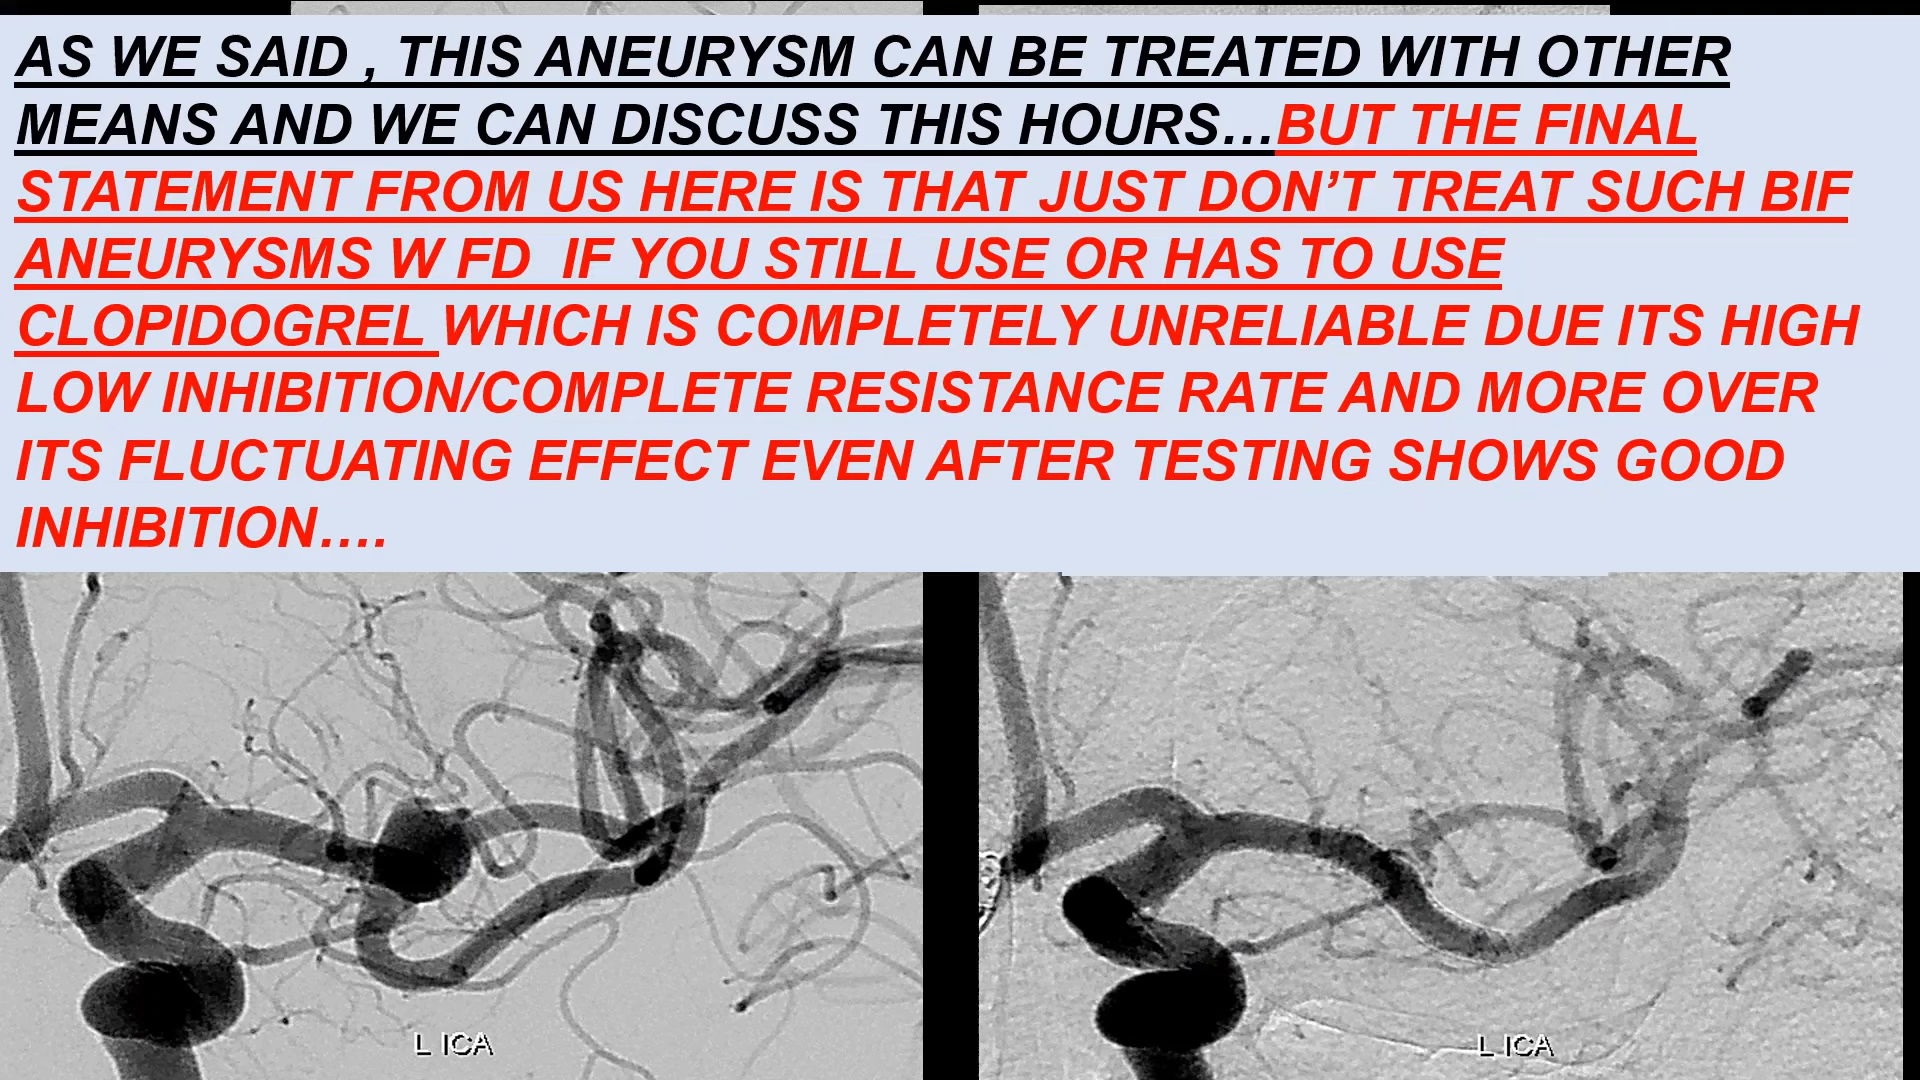 AS WE SAID , THIS ANEURYSM CAN BE TREATED WITH OTHER
MEANS AND WE CAN DISCUSS THIS HOURS…BUT THE FINAL
STATEMENT FROM US HERE IS THAT JUST DON’T TREAT SUCH BIF
ANEURYSMS W FD IF YOU STILL USE OR HAS TO USE
CLOPIDOGREL WHICH IS COMPLETELY UNRELIABLE DUE ITS HIGH
LOW INHIBITION/COMPLETE RESISTANCE RATE AND MORE OVER
ITS FLUCTUATING EFFECT EVEN AFTER TESTING SHOWS GOOD
INHIBITION….
L ICA
L ICA